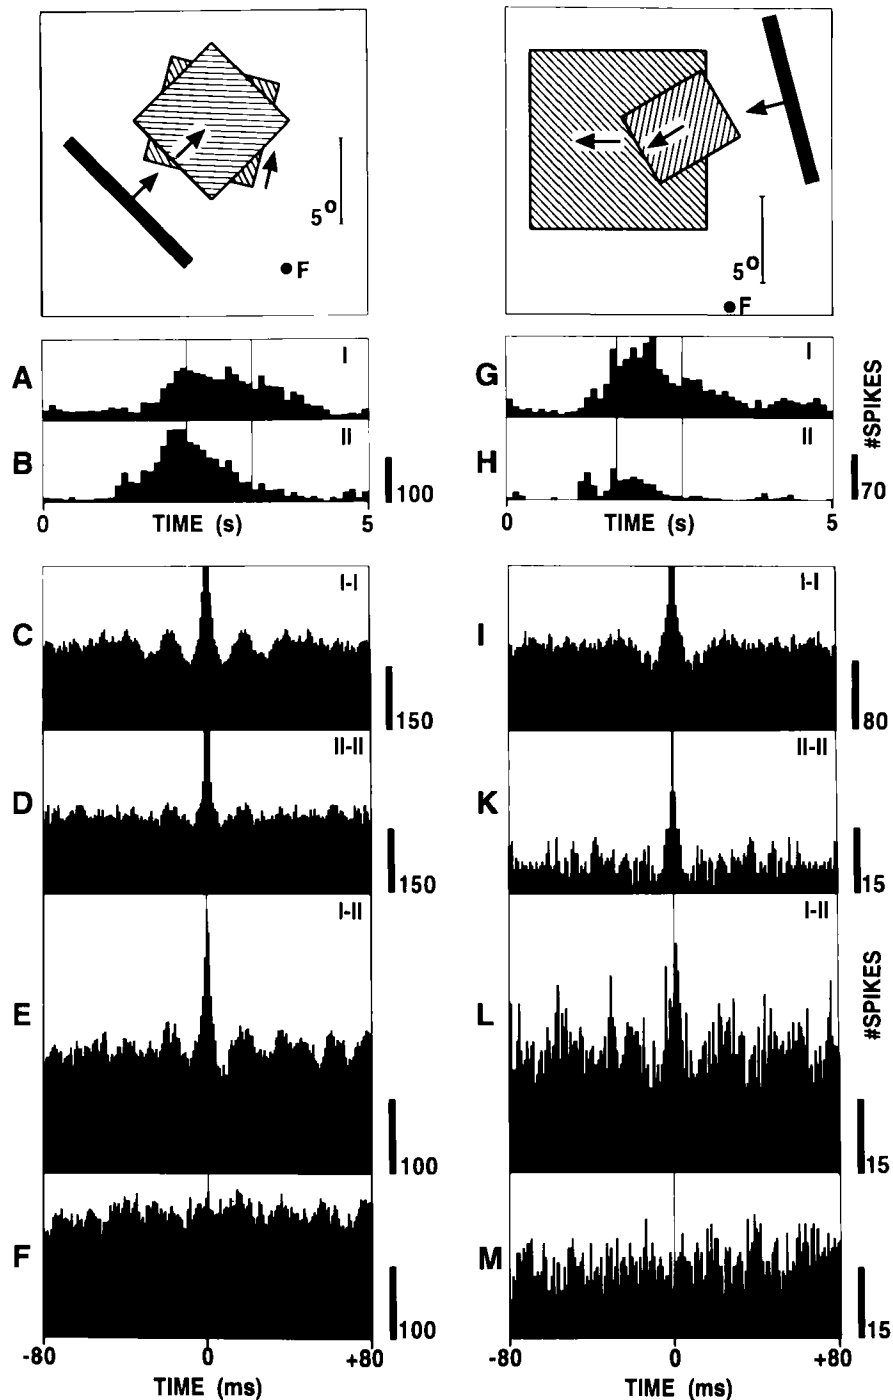 5°
F
A
I
B
II
100
0
TIME (s)
5
C
I-I
150
D
II-II
150
E
I-II
100
F
100
-80
0
+80
TIME (ms)
5°
F
G
I
H
II
#SPIKES
70
0
TIME (s)
5
I
I-I
80
K
II-II
15
L
I-II
#SPIKES
15
M
15
-80
0
+80
TIME (ms)